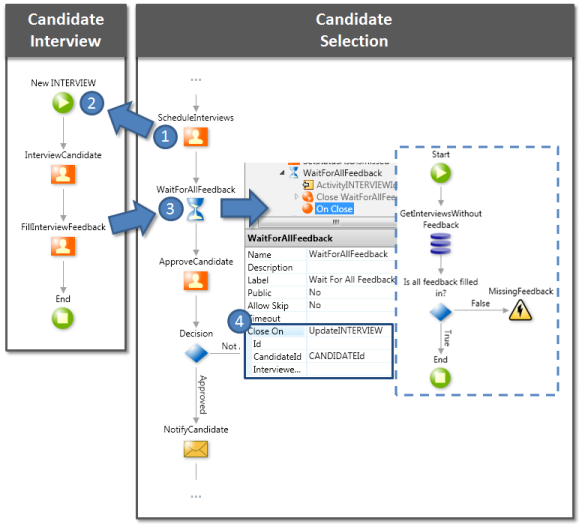 Candidate
Interview
Candidate
Selection
New INTERVIEW
2
InterviewCandidate
FillInterviewFeedback
End
...
ScheduleInterviews
1
WaitForAllFeedback
3
ApproveCandidate
Decision
Not .
Approved
NotifyCandidate
...
WaitForAllFeedback
ActivityINTERVIEWId
Close WaitForAllFee
On Close
WaitForAllFeedback
Name WaitForAllFeedback
Description
Label Wait For All Feedback
Public No
Allow Skip No
Timeout
4
Close On UpdateINTERVIEW
Id
CandidateId CANDIDATEId
Interviewe...
Start
GetInterviewsWithout
Feedback
Is all feedback filled
in?
False
MissingFeedback
True
End